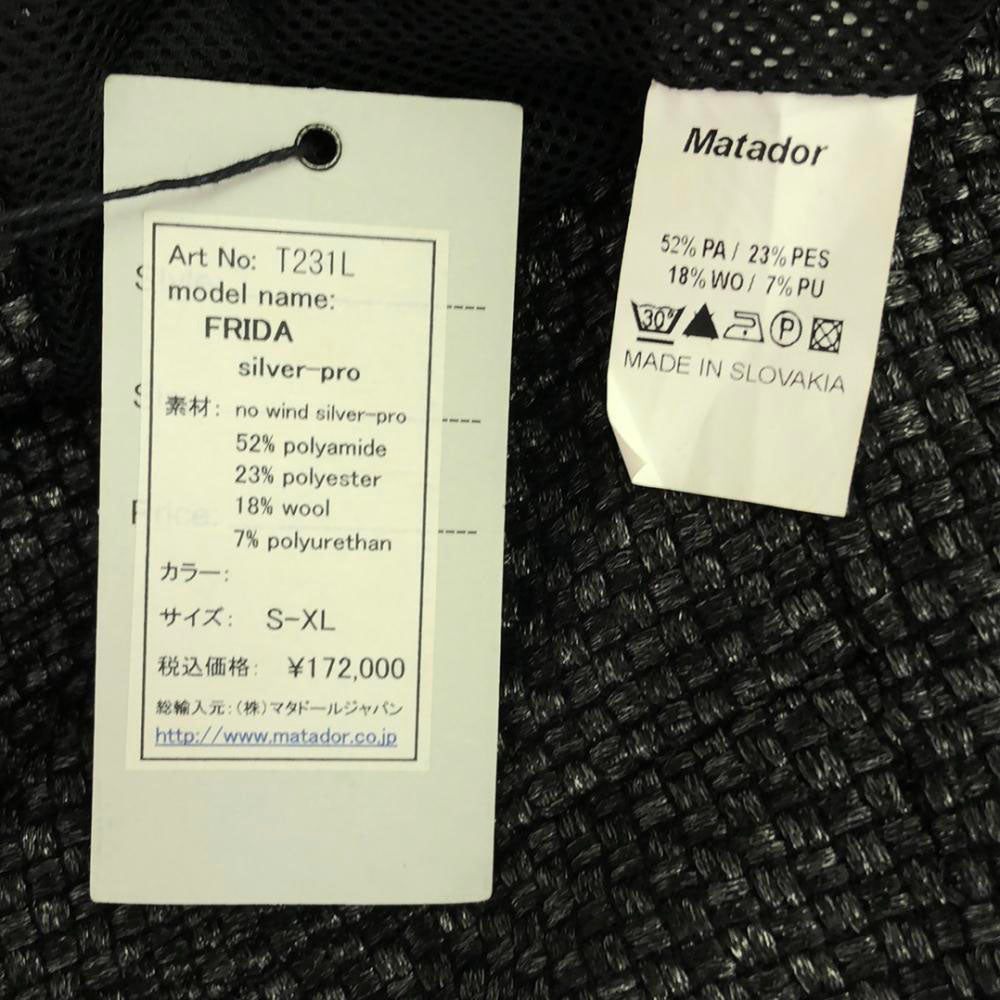 Art No: T231L
model name:
FRIDA
silver-pro
素材: no wind silver-pro
52% polyamide
23% polyester
18% wool
7% polyurethan
カラー:
サイズ: S-XL
税込価格: ¥172,000
総輸入元:(株)マタドールジャパン
http://www.matador.co.jp
Price:
Matador
52% PA / 23% PES
18% WO / 7% PU
30°
P
MADE IN SLOVAKIA